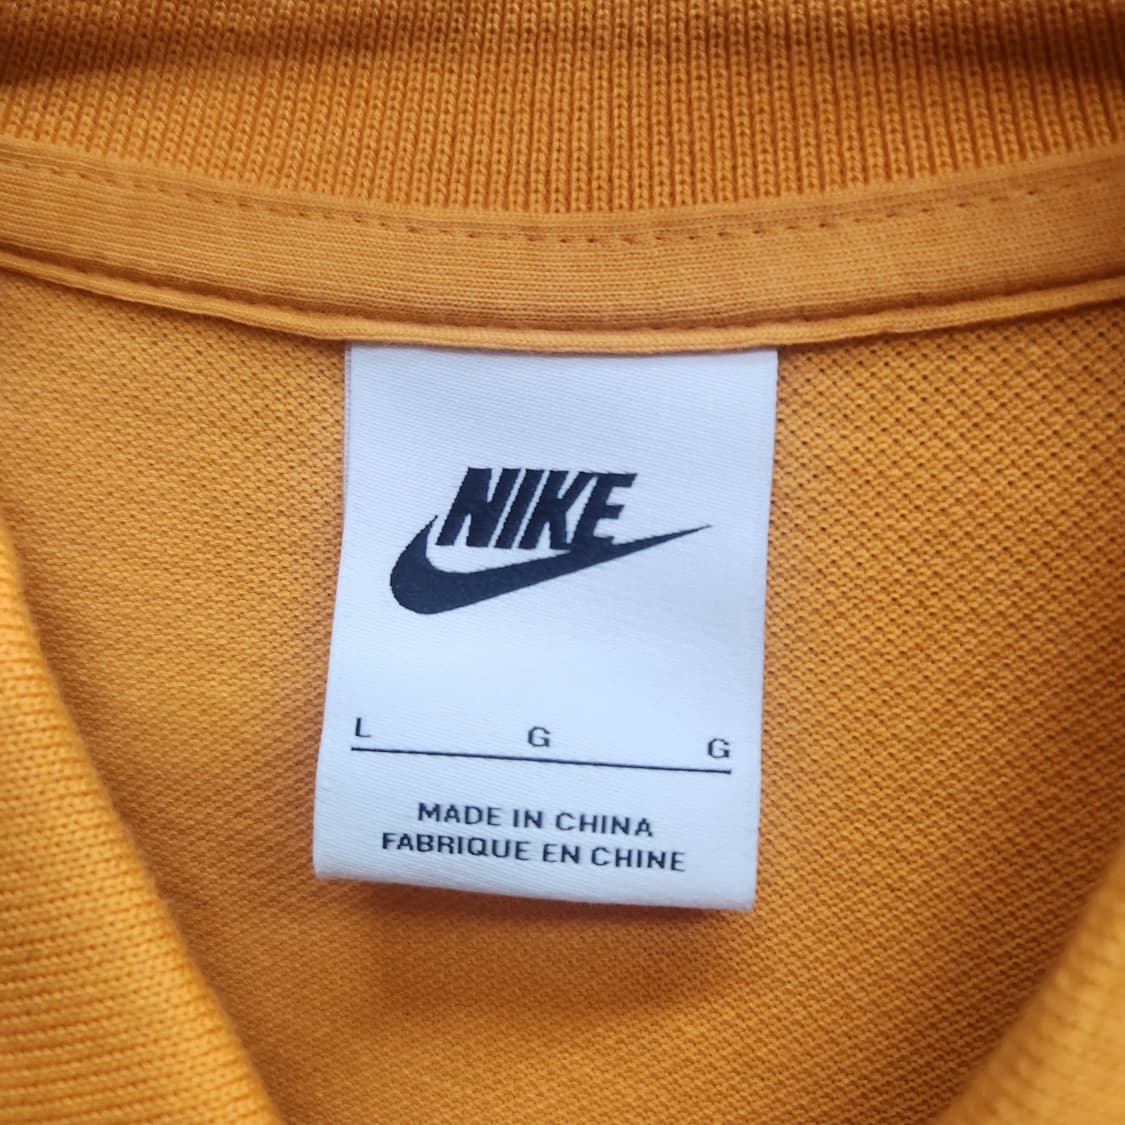 NIKE
L G G
MADE IN CHINA
FABRIQUE EN CHINE